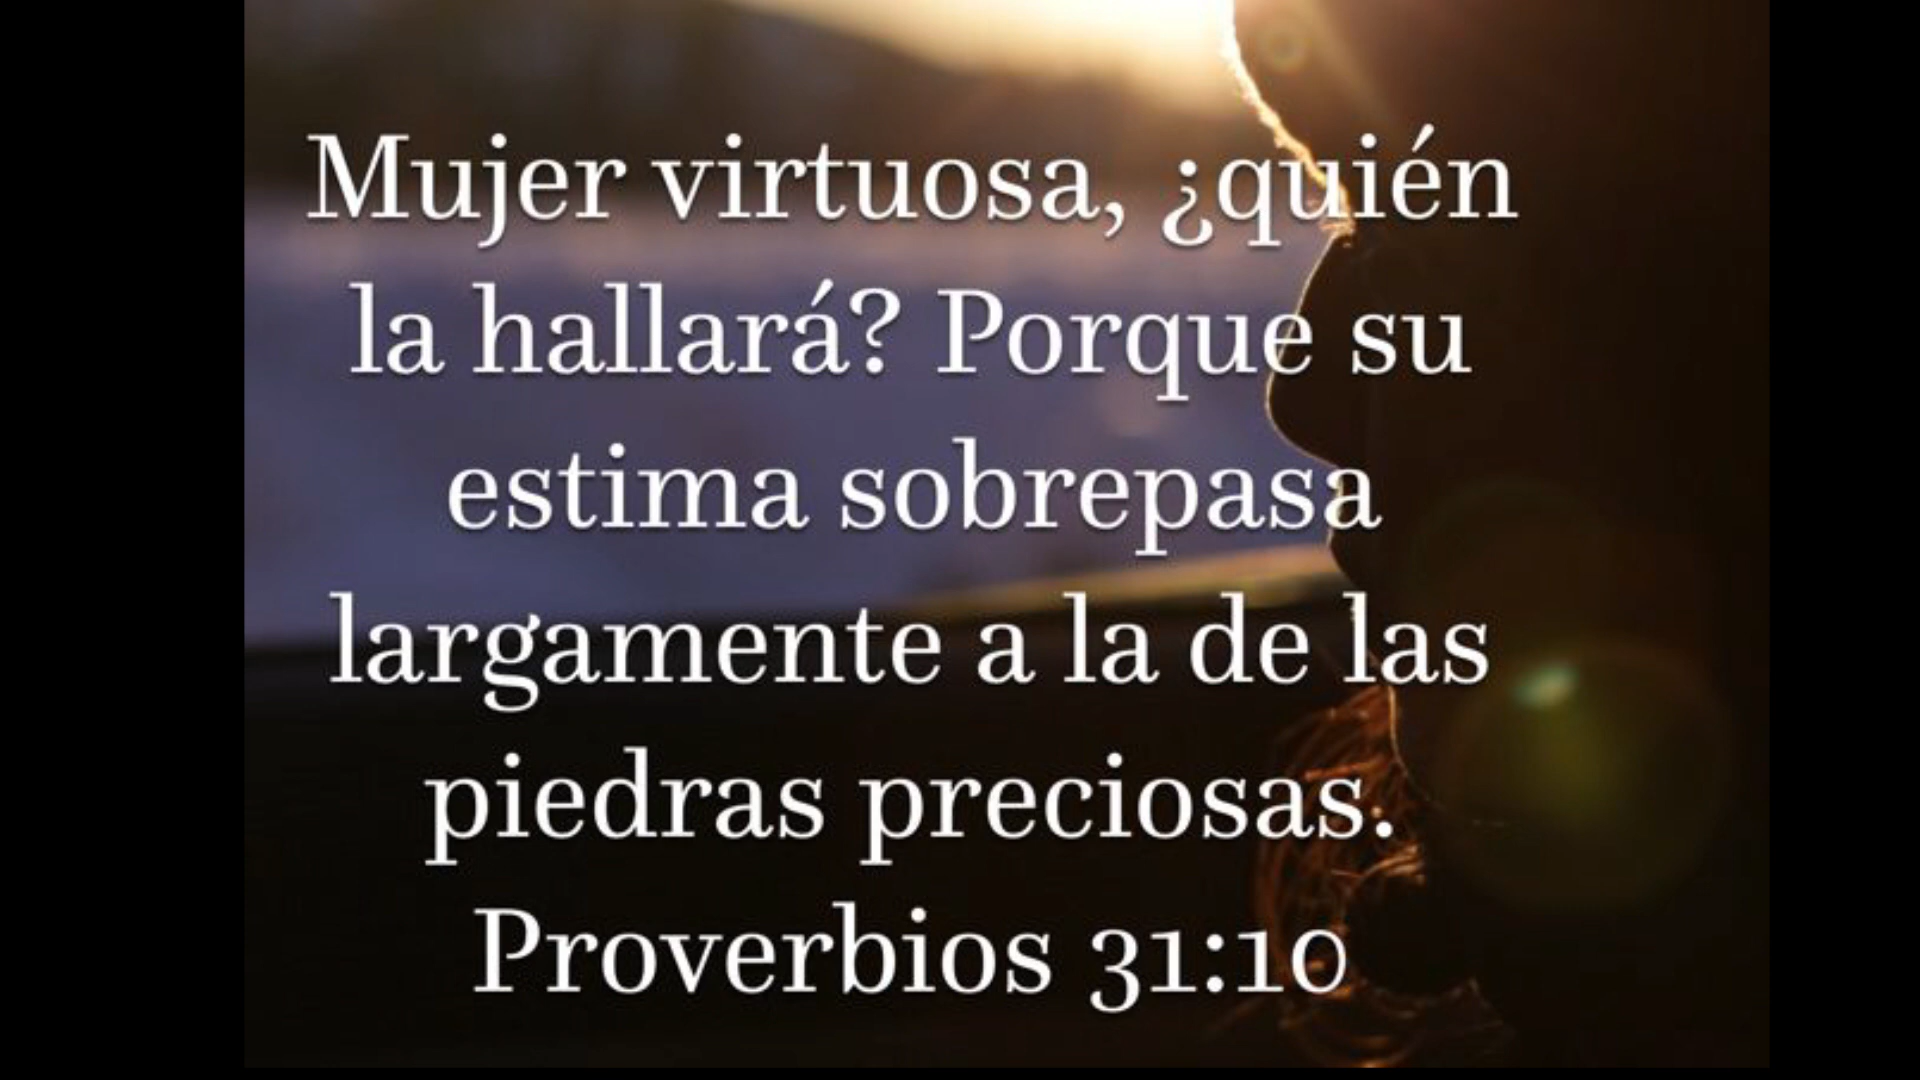 Mujer virtuosa, ¿quién
la hallará? Porque su
estima sobrepasa
largamente a la de las
piedras preciosas.
Proverbios 31:10